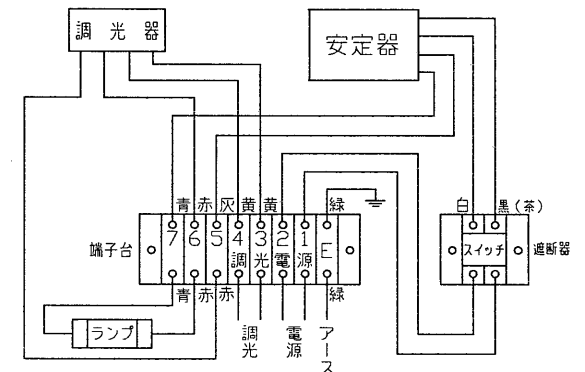 調光器
安定器
青 赤 灰 黄 黄 緑
白 黒(茶)
端子台
7 6 5 4 3 2 1 E
調 光 電 源
スイッチ
遮断器
青 赤 赤 緑
ランプ
調光
電源
アース